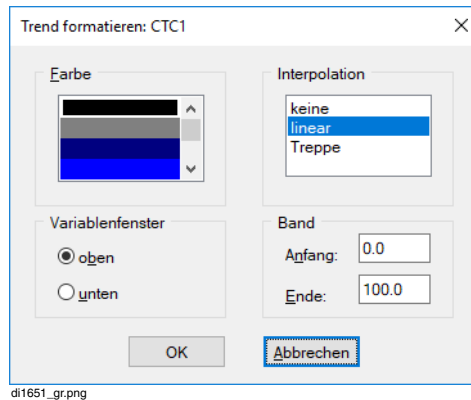 Trend formatieren: CTC1
Farbe
Interpolation
keine
linear
Treppe
Variablenfenster
oben
unten
Band
Anfang: 0.0
Ende: 100.0
OK
Abbrechen
di1651_gr.png